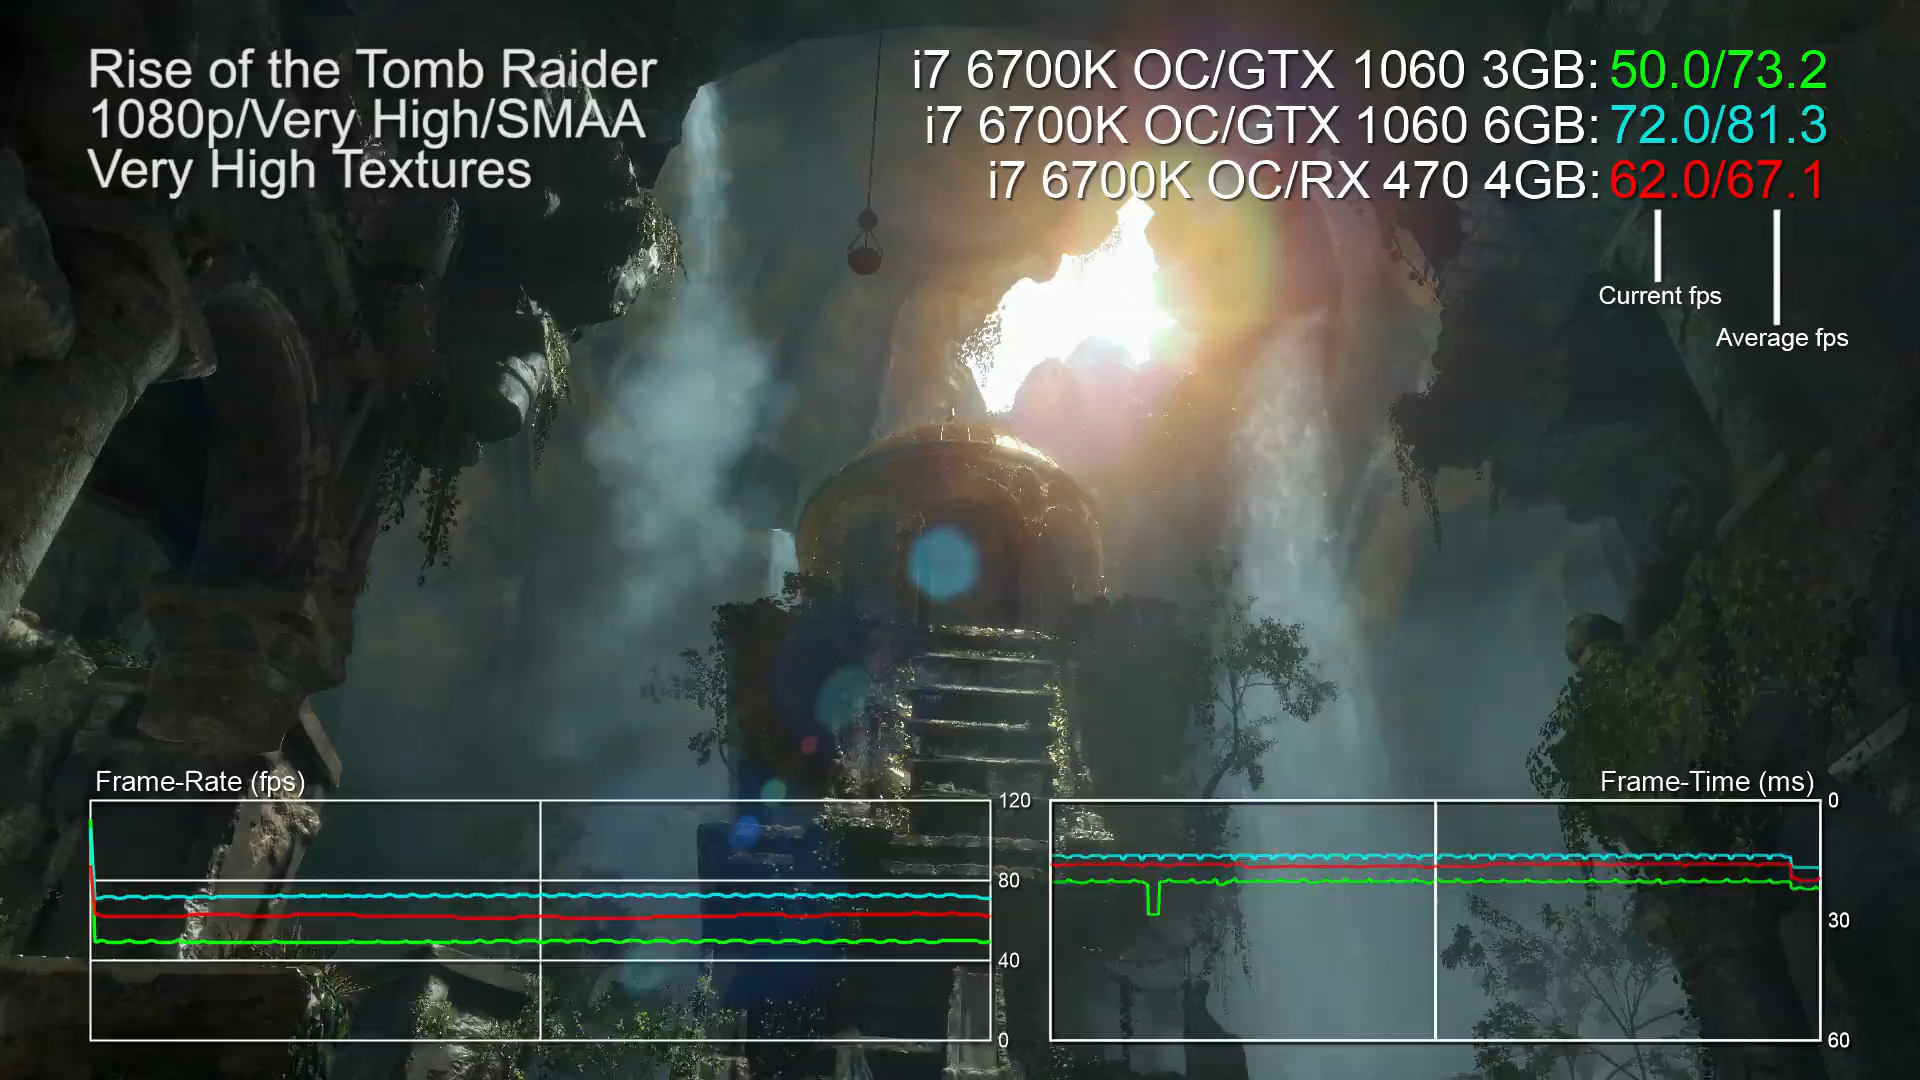 Rise of the Tomb Raider
1080p/Very High/SMAA
Very High Textures
i7 6700K OC/GTX 1060 3GB: 50.0/73.2
i7 6700K OC/GTX 1060 6GB: 72.0/81.3
i7 6700K OC/RX 470 4GB: 62.0/67.1
Current fps
Average fps
Frame-Rate (fps)
120
80
40
0
Frame-Time (ms)
0
30
60